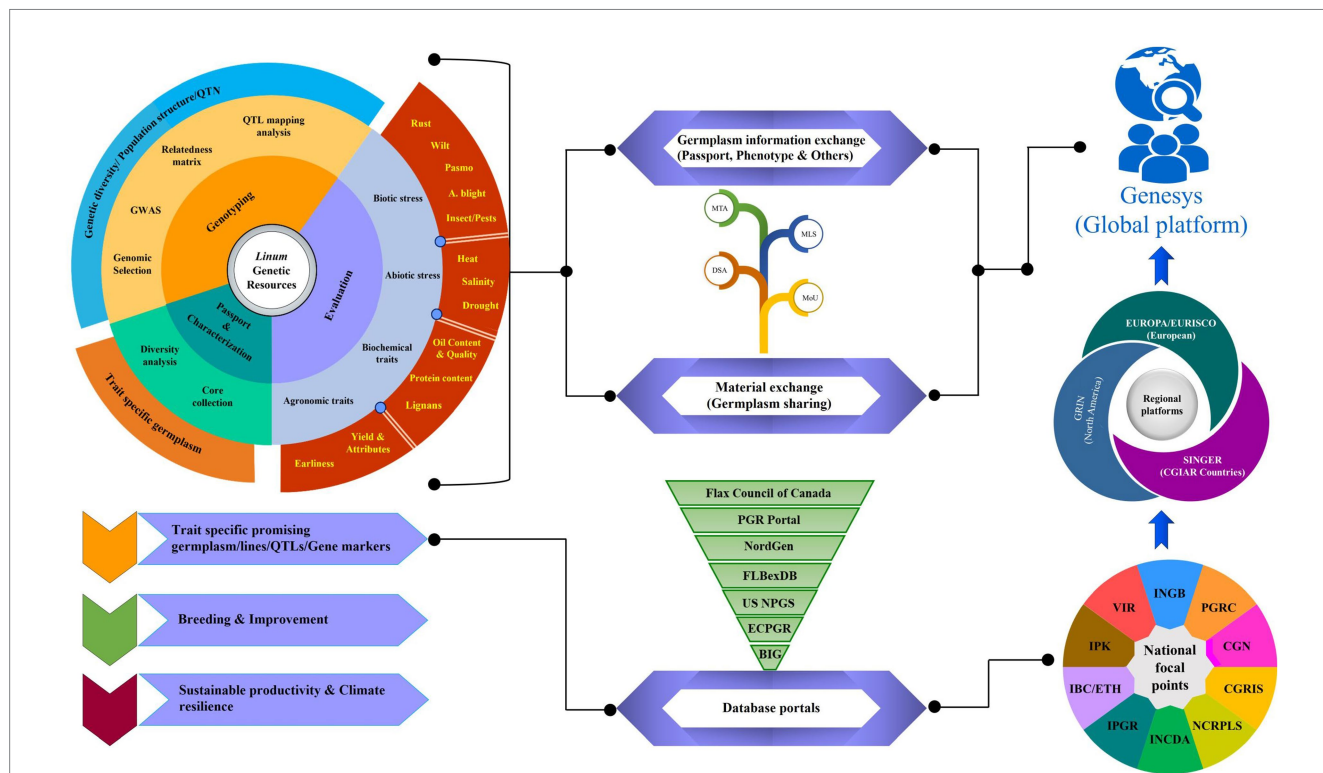 Genetic diversity/ Population structure/QTN
QTL mapping
analysis
Relatedness
matrix
GWAS
Genomic
Selection
Genotyping
Linum
Genetic
Resources
Evaluation
Passport
&
Characterization
Diversity
analysis
Core
collection
Trait specific germplasm
Biotic stress
Abiotic stress
Biochemical
traits
Agronomic traits
Rust
Wilt
Pasmo
A. blight
Insect/Pests
Heat
Salinity
Drought
Oil Content
& Quality
Protein content
Lignans
Yield &
Attributes
Earliness
Trait specific promising
germplasm/lines/QTLs/Gene markers
Breeding & Improvement
Sustainable productivity & Climate
resilience
Germplasm information exchange
(Passport, Phenotype & Others)
MTA
MLS
DSA
MoU
Material exchange
(Germplasm sharing)
Flax Council of Canada
PGR Portal
NordGen
FLBexDB
US NPGS
ECPGR
BIG
Database portals
Genesys
(Global platform)
EUROPA/EURISCO
(European)
GRIN
(North America)
Regional
platforms
SINGER
(CGIAR Countries)
INGB
PGRC
CGN
CGRIS
NCRPLS
INCDA
IPGR
IBC/ETH
IPK
VIR
National
focal
points